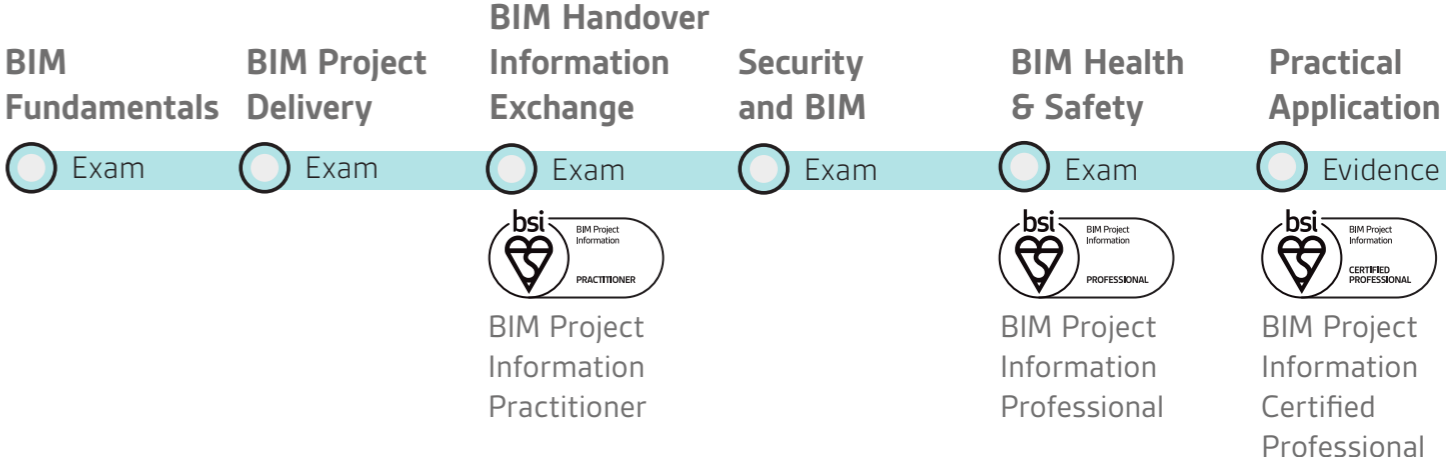 BIM
Fundamentals
Exam
BIM Project
Delivery
Exam
BIM Handover
Information
Exchange
Exam
bsi
BIM Project
Information
PRACTITIONER
BIM Project
Information
Practitioner
Security
and BIM
Exam
BIM Health
& Safety
Exam
bsi
BIM Project
Information
PROFESSIONAL
BIM Project
Information
Professional
Practical
Application
Evidence
bsi
BIM Project
Information
CERTIFIED
PROFESSIONAL
BIM Project
Information
Certified
Professional